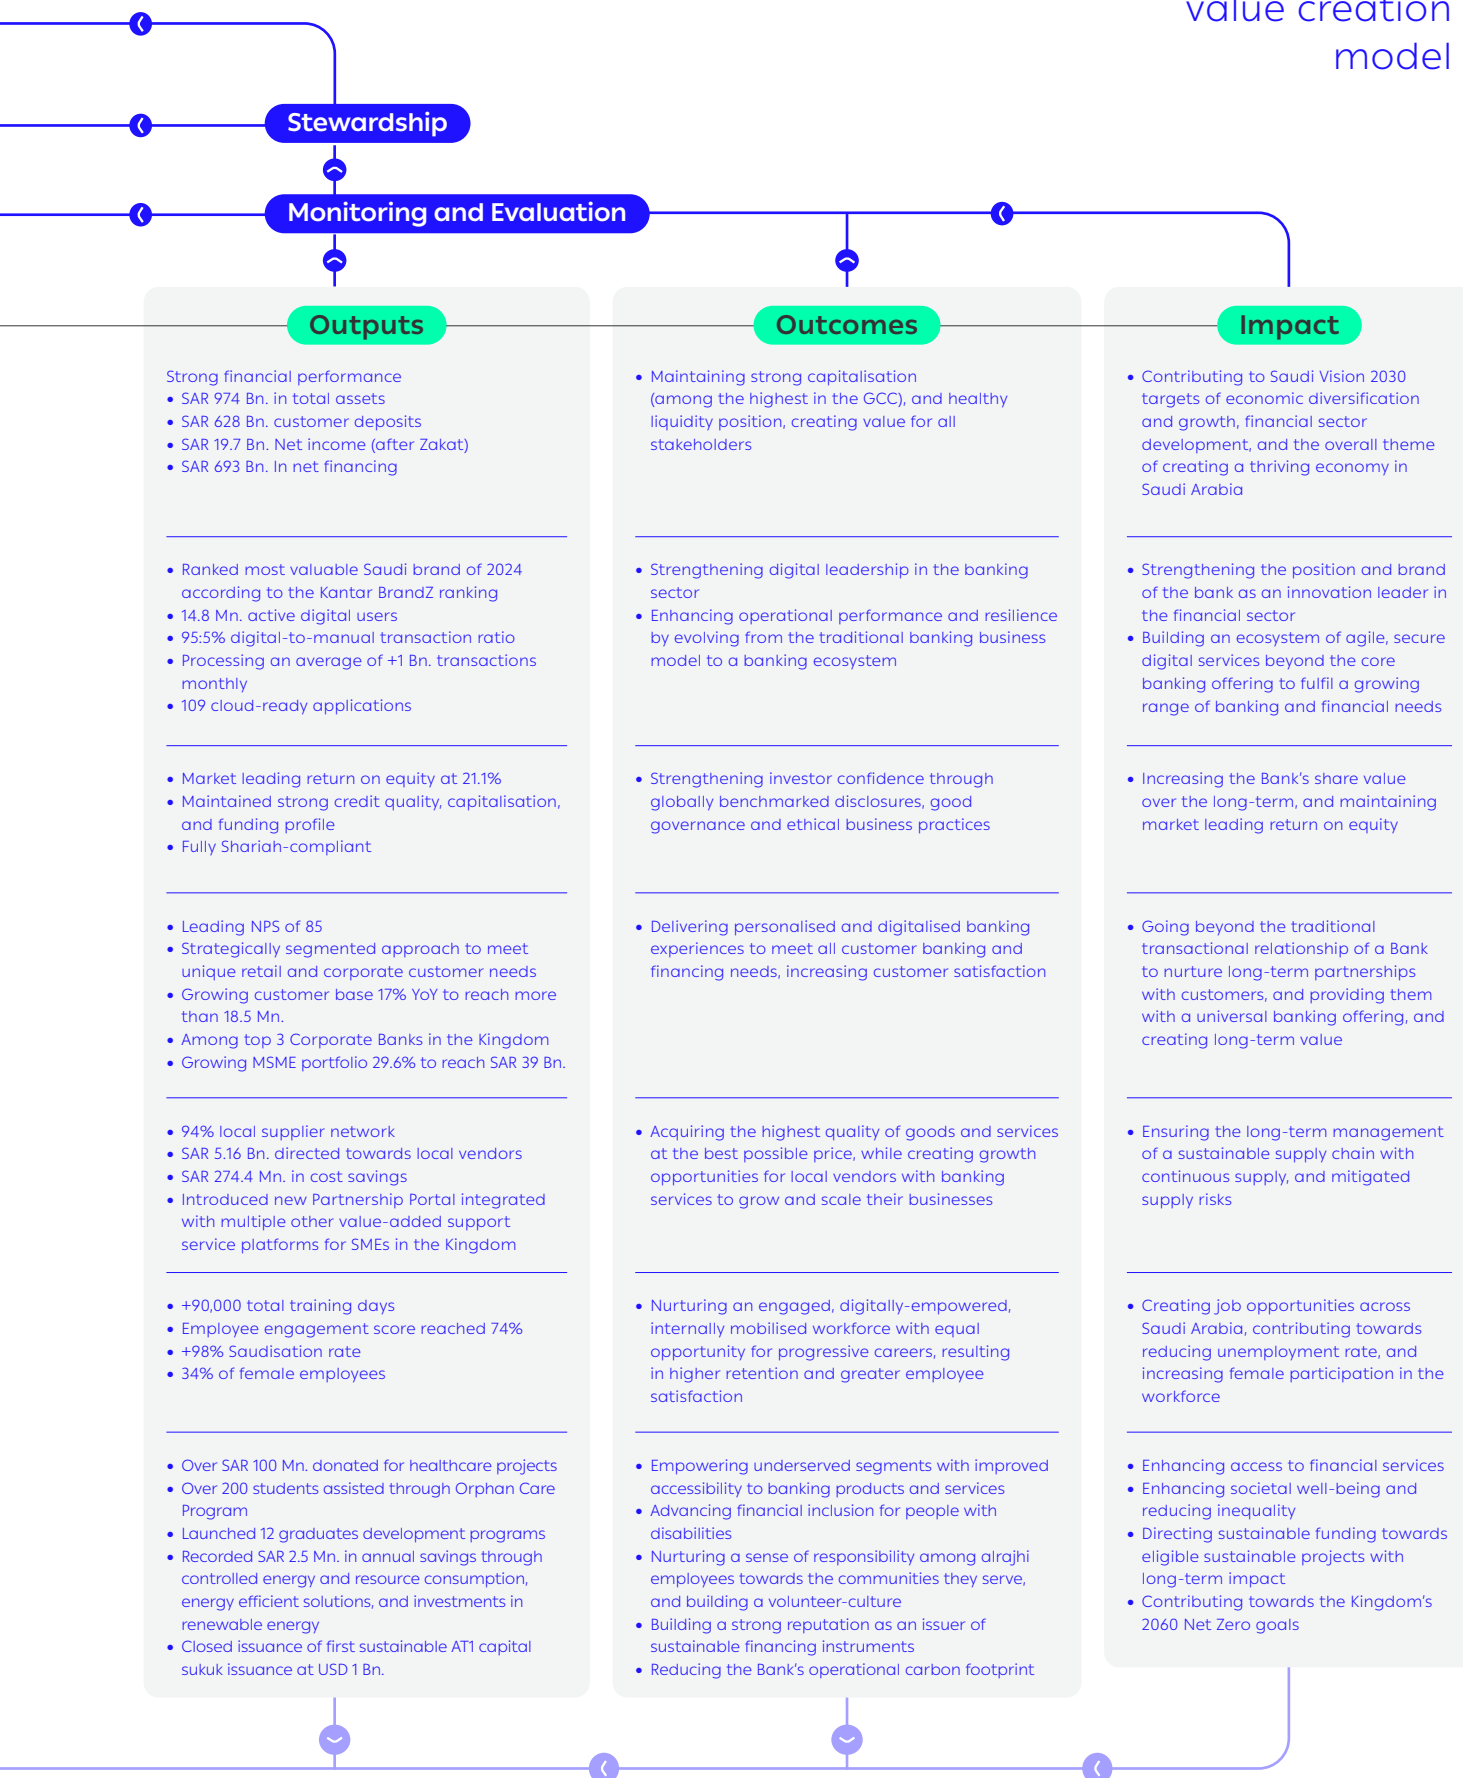 value creation
model
Stewardship
Monitoring and Evaluation
Outputs
Strong financial performance
• SAR 974 Bn. in total assets
• SAR 628 Bn. customer deposits
• SAR 19.7 Bn. Net income (after Zakat)
• SAR 693 Bn. In net financing
• Ranked most valuable Saudi brand of 2024
according to the Kantar BrandZ ranking
• 14.8 Mn. active digital users
• 95:5% digital-to-manual transaction ratio
• Processing an average of +1 Bn. transactions
monthly
• 109 cloud-ready applications
• Market leading return on equity at 21.1%
• Maintained strong credit quality, capitalisation,
and funding profile
• Fully Shariah-compliant
• Leading NPS of 85
• Strategically segmented approach to meet
unique retail and corporate customer needs
• Growing customer base 17% YoY to reach more
than 18.5 Mn.
• Among top 3 Corporate Banks in the Kingdom
• Growing MSME portfolio 29.6% to reach SAR 39 Bn.
• 94% local supplier network
• SAR 5.16 Bn. directed towards local vendors
• SAR 274.4 Mn. in cost savings
• Introduced new Partnership Portal integrated
with multiple other value-added support
service platforms for SMEs in the Kingdom
• +90,000 total training days
• Employee engagement score reached 74%
• +98% Saudisation rate
• 34% of female employees
• Over SAR 100 Mn. donated for healthcare projects
• Over 200 students assisted through Orphan Care
Program
• Launched 12 graduates development programs
• Recorded SAR 2.5 Mn. in annual savings through
controlled energy and resource consumption,
energy efficient solutions, and investments in
renewable energy
• Closed issuance of first sustainable AT1 capital
sukuk issuance at USD 1 Bn.
Outcomes
• Maintaining strong capitalisation
(among the highest in the GCC), and healthy
liquidity position, creating value for all
stakeholders
• Strengthening digital leadership in the banking
sector
• Enhancing operational performance and resilience
by evolving from the traditional banking business
model to a banking ecosystem
• Strengthening investor confidence through
globally benchmarked disclosures, good
governance and ethical business practices
• Delivering personalised and digitalised banking
experiences to meet all customer banking and
financing needs, increasing customer satisfaction
• Acquiring the highest quality of goods and services
at the best possible price, while creating growth
opportunities for local vendors with banking
services to grow and scale their businesses
• Nurturing an engaged, digitally-empowered,
internally mobilised workforce with equal
opportunity for progressive careers, resulting
in higher retention and greater employee
satisfaction
• Empowering underserved segments with improved
accessibility to banking products and services
• Advancing financial inclusion for people with
disabilities
• Nurturing a sense of responsibility among alrajhi
employees towards the communities they serve,
and building a volunteer-culture
• Building a strong reputation as an issuer of
sustainable financing instruments
• Reducing the Bank's operational carbon footprint
Impact
• Contributing to Saudi Vision 2030
targets of economic diversification
and growth, financial sector
development, and the overall theme
of creating a thriving economy in
Saudi Arabia
• Strengthening the position and brand
of the bank as an innovation leader in
the financial sector
• Building an ecosystem of agile, secure
digital services beyond the core
banking offering to fulfil a growing
range of banking and financial needs
• Increasing the Bank's share value
over the long-term, and maintaining
market leading return on equity
• Going beyond the traditional
transactional relationship of a Bank
to nurture long-term partnerships
with customers, and providing them
with a universal banking offering, and
creating long-term value
• Ensuring the long-term management
of a sustainable supply chain with
continuous supply, and mitigated
supply risks
• Creating job opportunities across
Saudi Arabia, contributing towards
reducing unemployment rate, and
increasing female participation in the
workforce
• Enhancing access to financial services
• Enhancing societal well-being and
reducing inequality
• Directing sustainable funding towards
eligible sustainable projects with
long-term impact
• Contributing towards the Kingdom's
2060 Net Zero goals